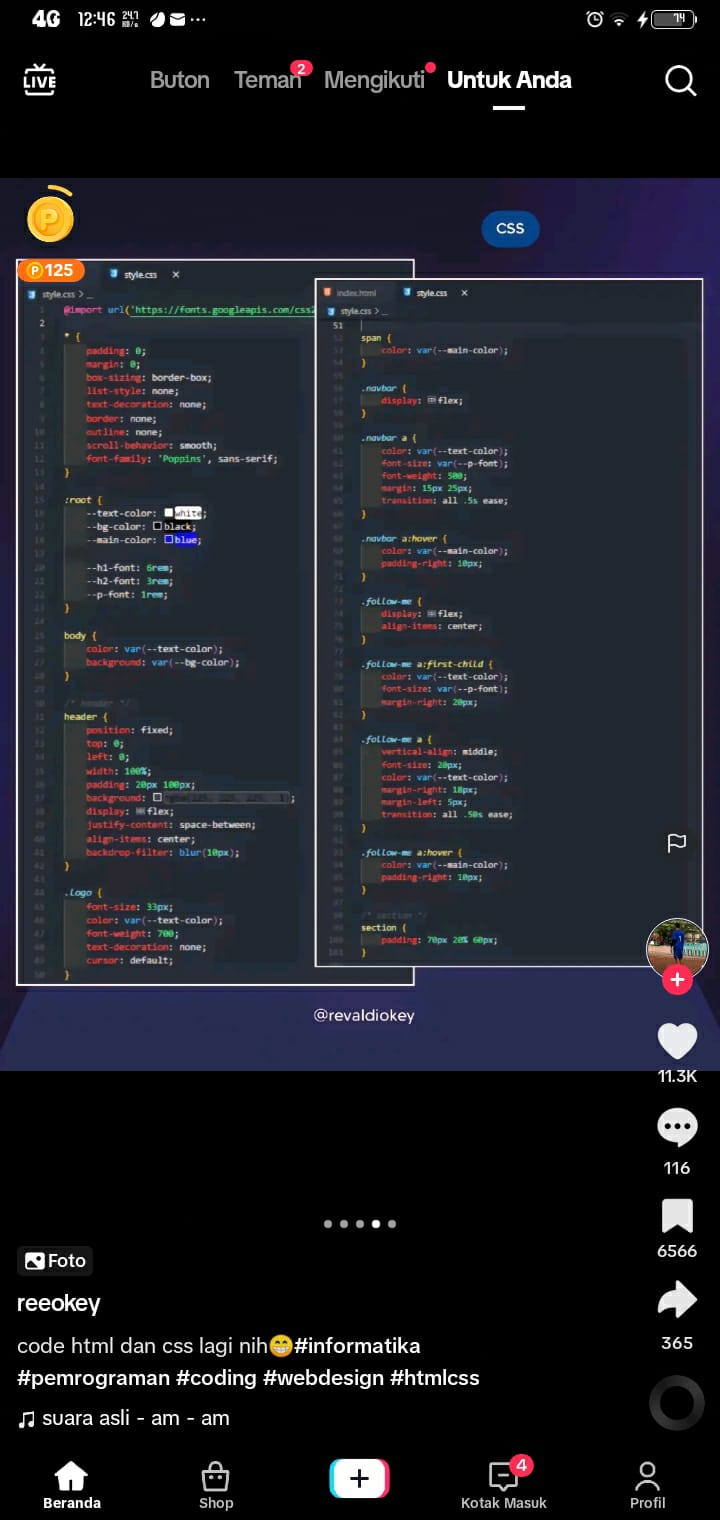 4G 12:46 24.1 KB/s ... 74
LIVE Buton Teman 2 Mengikuti Untuk Anda
P
CSS
P 125
style.css ×
style.css > ...
1 @import url('https://fonts.googleapis.com/css2
2
3 * {
4 padding: 0;
5 margin: 0;
6 box-sizing: border-box;
7 list-style: none;
8 text-decoration: none;
9 border: none;
10 outline: none;
11 scroll-behavior: smooth;
12 font-family: 'Poppins', sans-serif;
13 }
14
15 :root {
16 --text-color: white;
17 --bg-color: black;
18 --main-color: blue;
19
20 --h1-font: 6rem;
21 --h2-font: 3rem;
22 --p-font: 1rem;
23 }
24
25 body {
26 color: var(--text-color);
27 background: var(--bg-color);
28 }
29
30 /* header */
31 header {
32 position: fixed;
33 top: 0;
34 left: 0;
35 width: 100%;
36 padding: 20px 100px;
37 background: ;
38 display: flex;
39 justify-content: space-between;
40 align-items: center;
41 backdrop-filter: blur(10px);
42 }
43
44 .logo {
45 font-size: 33px;
46 color: var(--text-color);
47 font-weight: 700;
48 text-decoration: none;
49 cursor: default;
50 }
index.html style.css ×
style.css > ...
51
52 span {
53 color: var(--main-color);
54 }
55
56 .navbar {
57 display: flex;
58 }
59
60 .navbar a {
61 color: var(--text-color);
62 font-size: var(--p-font);
63 font-weight: 500;
64 margin: 15px 25px;
65 transition: all .5s ease;
66 }
67
68 .navbar a:hover {
69 color: var(--main-color);
70 padding-right: 10px;
71 }
72
73 .follow-me {
74 display: flex;
75 align-items: center;
76 }
77
78 .follow-me a:first-child {
79 color: var(--text-color);
80 font-size: var(--p-font);
81 margin-right: 20px;
82 }
83
84 .follow-me a {
85 vertical-align: middle;
86 font-size: 20px;
87 color: var(--text-color);
88 margin-right: 18px;
89 margin-left: 5px;
90 transition: all .50s ease;
91 }
92
93 .follow-me a:hover {
94 color: var(--main-color);
95 padding-right: 10px;
96 }
97
98 /* section */
99 section {
100 padding: 70px 20% 60px;
101 }
@revaldiokey
11.3K
116
6566
365
Foto
reeokey
code html dan css lagi nih😁#informatika
#pemrograman #coding #webdesign #htmlcss
suara asli - am - am
4
Beranda Shop Kotak Masuk Profil